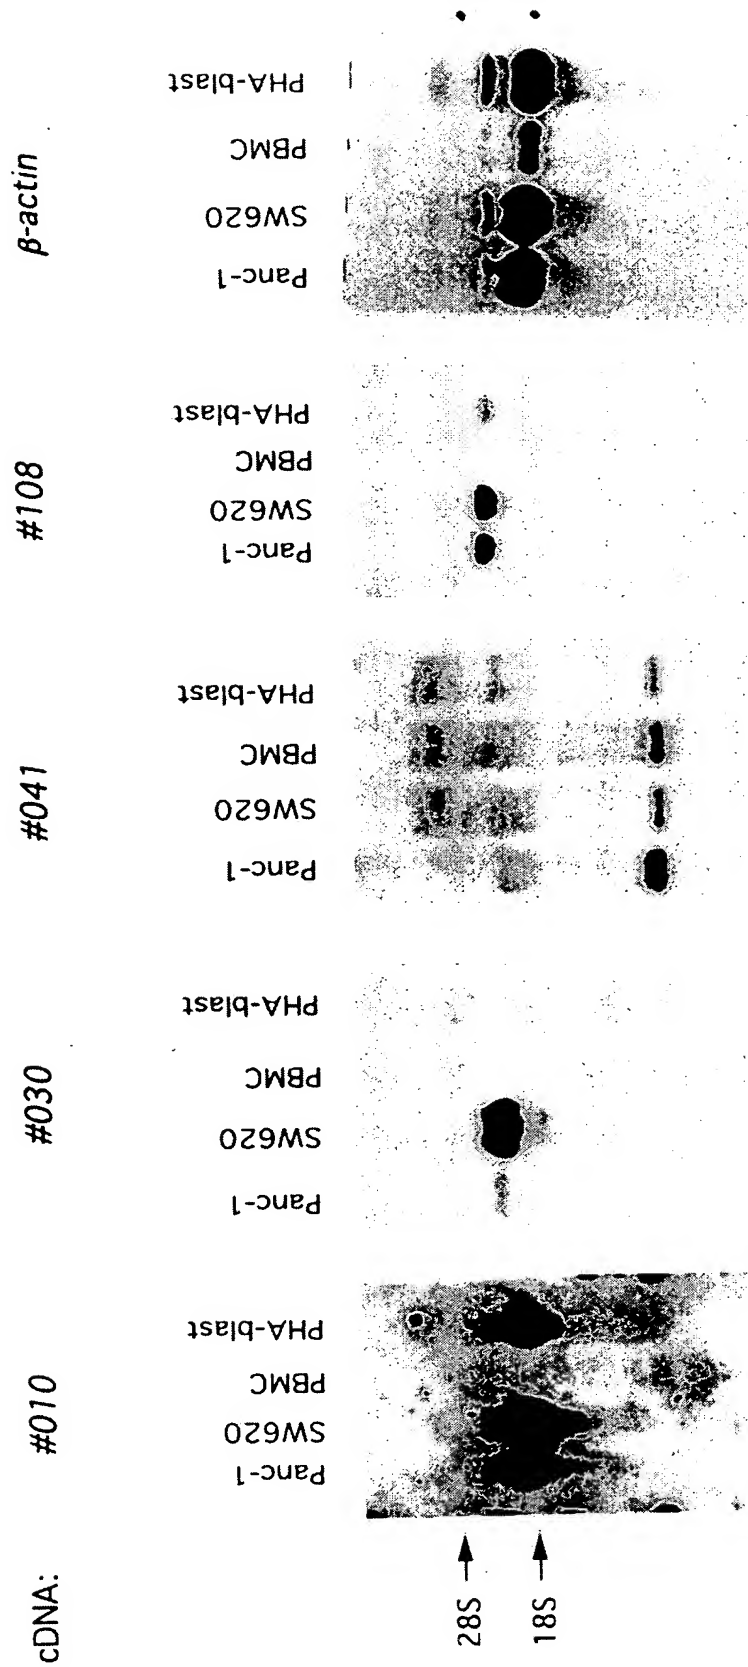 cDNA:
#010
#030
#041
#108
β-actin
Panc-1
SW620
PBMC
PHA-blast
Panc-1
SW620
PBMC
PHA-blast
Panc-1
SW620
PBMC
PHA-blast
Panc-1
SW620
PBMC
PHA-blast
Panc-1
SW620
PBMC
PHA-blast
28S
18S